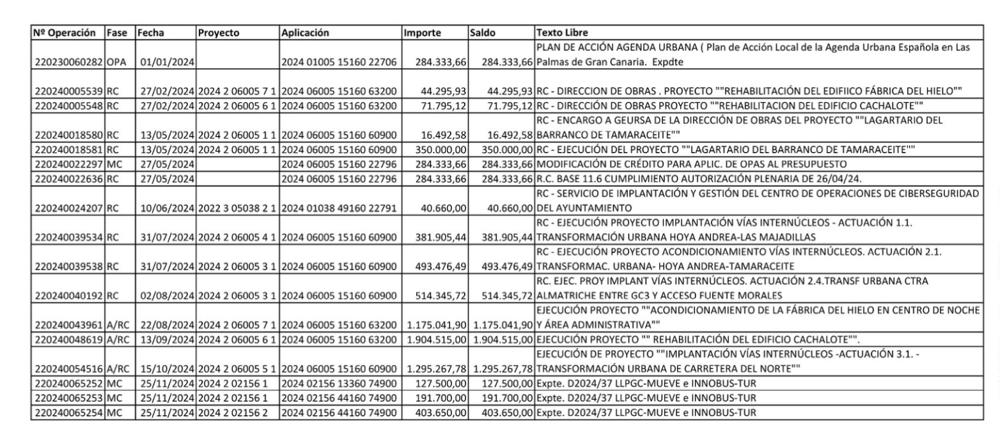 Nº Operación Fase Fecha Proyecto Aplicación Importe Saldo Texto Libre
PLAN DE ACCIÓN AGENDA URBANA ( Plan de Acción Local de la Agenda Urbana Española en Las
220230060282 OPA 01/01/2024 2024 01005 15160 22706 284.333,66 284.333,66 Palmas de Gran Canaria. Expdte
220240005539 RC 27/02/2024 2024 2 06005 7 1 2024 06005 15160 63200 44.295,93 44.295,93 RC - DIRECCION DE OBRAS . PROYECTO ""REHABILITACIÓN DEL EDIFIICO FÁBRICA DEL HIELO""
220240005548 RC 27/02/2024 2024 2 06005 6 1 2024 06005 15160 63200 71.795,12 71.795,12 RC - DIRECCIÓN DE OBRAS PROYECTO ""REHABILITACION DEL EDIFICIO CACHALOTE""
RC - ENCARGO A GEURSA DE LA DIRECCIÓN DE OBRAS DEL PROYECTO ""LAGARTARIO DEL
220240018580 RC 13/05/2024 2024 2 06005 1 1 2024 06005 15160 60900 16.492,58 16.492,58 BARRANCO DE TAMARACEITE""
220240018581 RC 13/05/2024 2024 2 06005 1 1 2024 06005 15160 60900 350.000,00 350.000,00 RC - EJECUCIÓN DEL PROYECTO ""LAGARTARIO DEL BARRANCO DE TAMARACEITE""
220240022297 MC 27/05/2024 2024 06005 15160 22796 284.333,66 284.333,66 MODIFICACIÓN DE CRÉDITO PARA APLIC. DE OPAS AL PRESUPUESTO
220240022636 RC 27/05/2024 2024 06005 15160 22796 284.333,66 284.333,66 R.C. BASE 11.6 CUMPLIMIENTO AUTORIZACIÓN PLENARIA DE 26/04/24.
RC - SERVICIO DE IMPLANTACIÓN Y GESTIÓN DEL CENTRO DE OPERACIONES DE CIBERSEGURIDAD
220240024207 RC 10/06/2024 2022 3 05038 2 1 2024 01038 49160 22791 40.660,00 40.660,00 DEL AYUNTAMIENTO
RC - EJECUCIÓN PROYECTO IMPLANTACIÓN VÍAS INTERNÚCLEOS - ACTUACIÓN 1.1.
220240039534 RC 31/07/2024 2024 2 06005 4 1 2024 06005 15160 60900 381.905,44 381.905,44 TRANSFORMACIÓN URBANA HOYA ANDREA-LAS MAJADILLAS
RC - EJECUCIÓN PROYECTO ACONDICIONAMIENTO VÍAS INTERNÚCLEOS. ACTUACIÓN 2.1.
220240039538 RC 31/07/2024 2024 2 06005 3 1 2024 06005 15160 60900 493.476,49 493.476,49 TRANSFORMAC. URBANA- HOYA ANDREA-TAMARACEITE
RC. EJEC. PROY IMPLANT VÍAS INTERNÚCLEOS. ACTUACIÓN 2.4.TRANSF URBANA CTRA
220240040192 RC 02/08/2024 2024 2 06005 3 1 2024 06005 15160 60900 514.345,72 514.345,72 ALMATRICHE ENTRE GC3 Y ACCESO FUENTE MORALES
EJECUCIÓN PROYECTO ""ACONDICIONAMIENTO DE LA FÁBRICA DEL HIELO EN CENTRO DE NOCHE
220240043961 A/RC 22/08/2024 2024 2 06005 7 1 2024 06005 15160 63200 1.175.041,90 1.175.041,90 Y ÁREA ADMINISTRATIVA""
220240048619 A/RC 13/09/2024 2024 2 06005 6 1 2024 06005 15160 63200 1.904.515,00 1.904.515,00 EJECUCIÓN PROYECTO "" REHABILITACIÓN DEL EDIFICIO CACHALOTE"".
EJECUCIÓN DE PROYECTO ""IMPLANTACIÓN VÍAS INTERNÚCLEOS -ACTUACIÓN 3.1. -
220240054516 A/RC 15/10/2024 2024 2 06005 5 1 2024 06005 15160 60900 1.295.267,78 1.295.267,78 TRANSFORMACIÓN URBANA DE CARRETERA DEL NORTE""
220240065252 MC 25/11/2024 2024 2 02156 1 2024 02156 13360 74900 127.500,00 127.500,00 Expte. D2024/37 LLPGC-MUEVE e INNOBUS-TUR
220240065253 MC 25/11/2024 2024 2 02156 1 2024 02156 44160 74900 191.700,00 191.700,00 Expte. D2024/37 LLPGC-MUEVE e INNOBUS-TUR
220240065254 MC 25/11/2024 2024 2 02156 2 2024 02156 44160 74900 403.650,00 403.650,00 Expte. D2024/37 LLPGC-MUEVE e INNOBUS-TUR